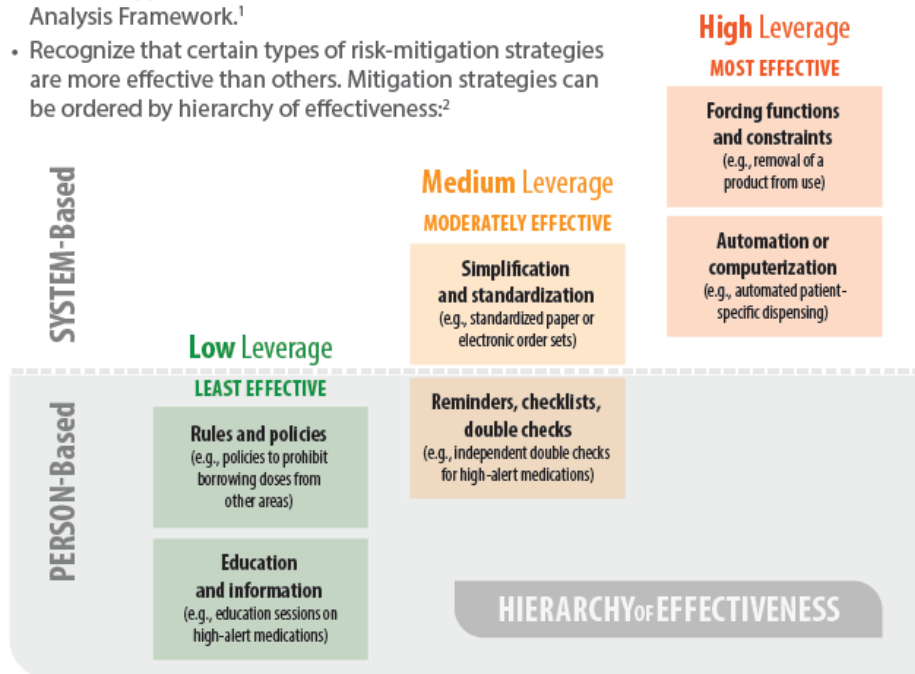 Analysis Framework.¹
• Recognize that certain types of risk-mitigation strategies
are more effective than others. Mitigation strategies can
be ordered by hierarchy of effectiveness:²
SYSTEM-Based
PERSON-Based
Low Leverage
LEAST EFFECTIVE
Rules and policies
(e.g., policies to prohibit
borrowing doses from
other areas)
Education
and information
(e.g., education sessions on
high-alert medications)
Medium Leverage
MODERATELY EFFECTIVE
Simplification
and standardization
(e.g., standardized paper or
electronic order sets)
Reminders, checklists,
double checks
(e.g., independent double checks
for high-alert medications)
High Leverage
MOST EFFECTIVE
Forcing functions
and constraints
(e.g., removal of a
product from use)
Automation or
computerization
(e.g., automated patient-
specific dispensing)
HIERARCHY OF EFFECTIVENESS